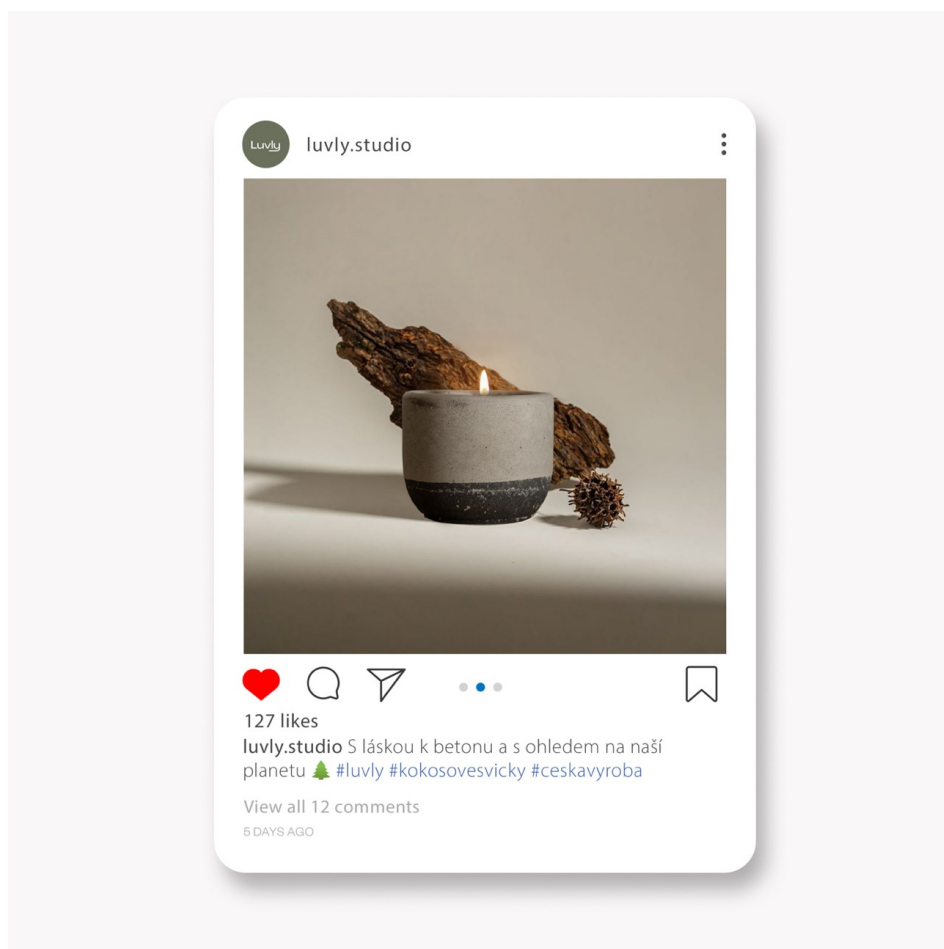 Luvly
luvly.studio
127 likes
luvly.studio S láskou k betonu a s ohledem na naší
planetu 🌲 #luvly #kokosovesvicky #ceskavyroba
View all 12 comments
5 DAYS AGO